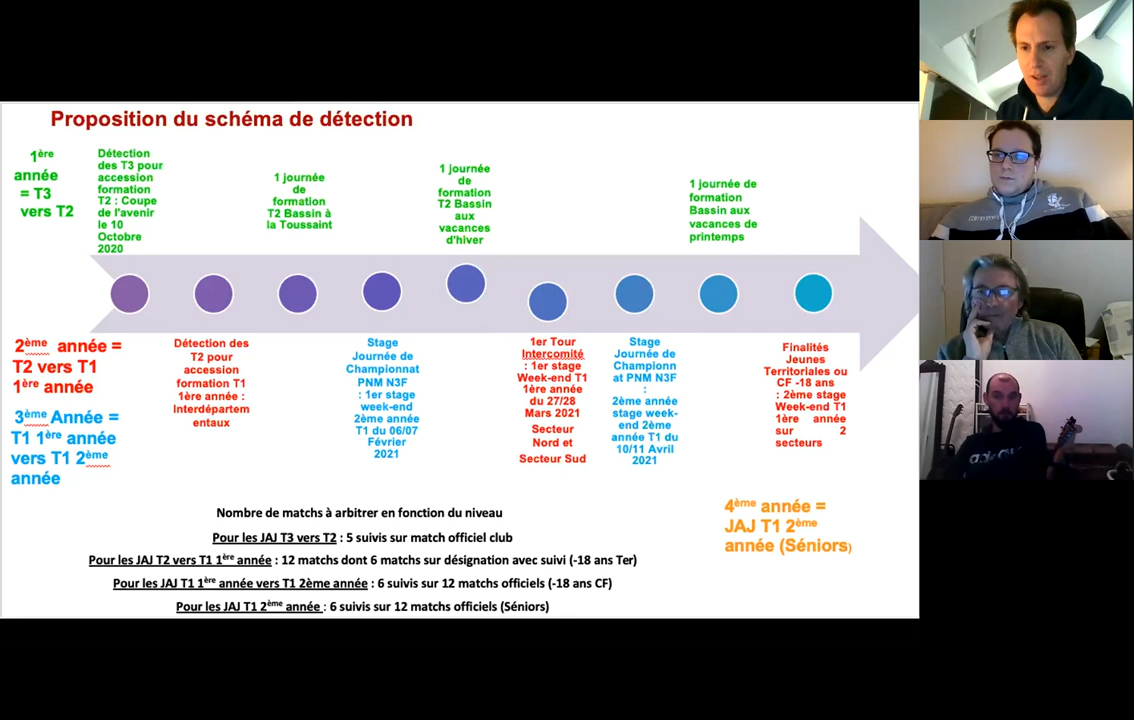 Proposition du schéma de détection
1ère
année
= T3
vers T2
Détection
des T3 pour
accession
formation
T2 : Coupe
de l'avenir
le 10
Octobre
2020
1 journée
de
formation
T2 Bassin à
la Toussaint
1 journée
de
formation
T2 Bassin
aux
vacances
d'hiver
1 journée de
formation
Bassin aux
vacances de
printemps
2ème année =
T2 vers T1
1ère année
3ème Année =
T1 1ère année
vers T1 2ème
année
Détection des
T2 pour
accession
formation T1
1ère année :
Interdépartem
entaux
Stage
Journée de
Championnat
PNM N3F
: 1er stage
week-end
2ème année
T1 du 06/07
Février
2021
1er Tour
Intercomité
: 1er stage
Week-end T1
1ère année
du 27/28
Mars 2021
Secteur
Nord et
Secteur Sud
Stage
Journée de
Championn
at PNM N3F
:
2ème année
stage week-
end 2ème
année T1 du
10/11 Avril
2021
Finalités
Jeunes
Territoriales ou
CF -18 ans
: 2ème stage
Week-end T1
1ère année
sur 2
secteurs
4ème année =
JAJ T1 2ème
année (Séniors)
Nombre de matchs à arbitrer en fonction du niveau
Pour les JAJ T3 vers T2 : 5 suivis sur match officiel club
Pour les JAJ T2 vers T1 1ère année : 12 matchs dont 6 matchs sur désignation avec suivi (-18 ans Ter)
Pour les JAJ T1 1ère année vers T1 2ème année : 6 suivis sur 12 matchs officiels (-18 ans CF)
Pour les JAJ T1 2ème année : 6 suivis sur 12 matchs officiels (Séniors)